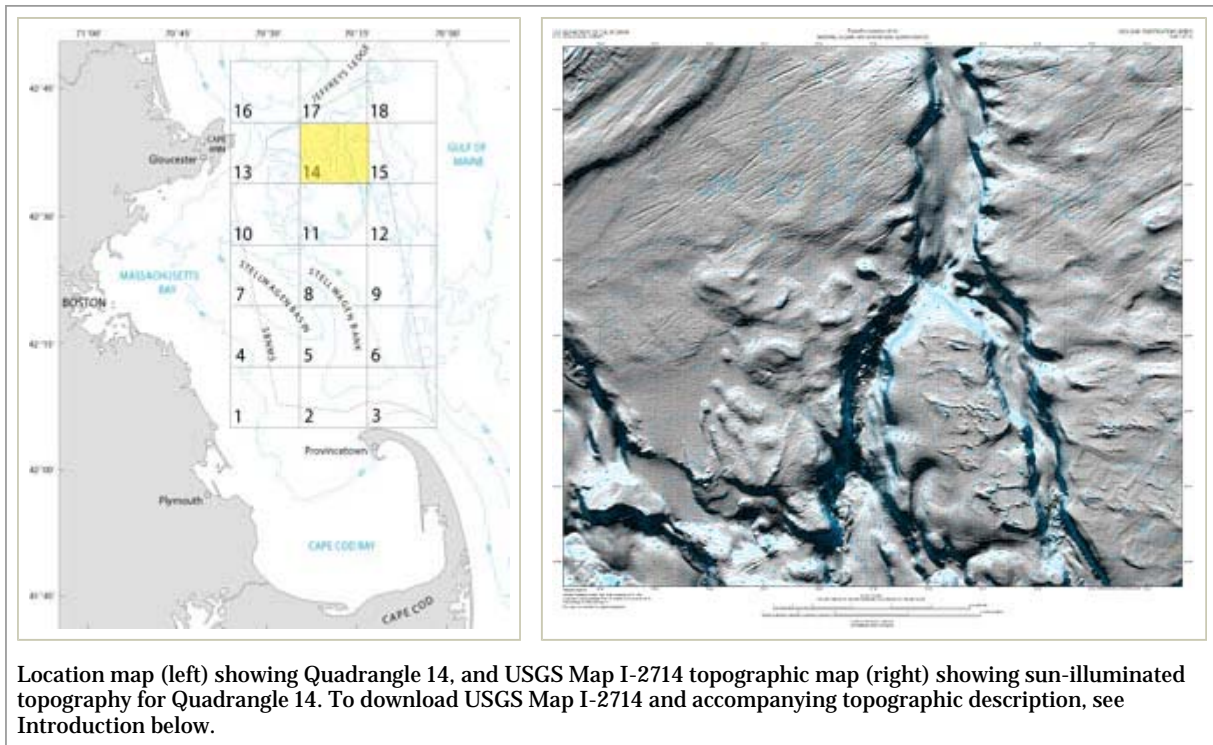 71°00'
70°45'
70°30'
70°15'
70°00'
42°40'
42°30'
42°15'
42°00'
JEFFREYS LEDGE
16
17
18
CAPE ANN
Gloucester
GULF OF
MAINE
13
14
15
10
11
12
MASSACHUSETTS
BAY
STELLWAGEN BASIN
STELLWAGEN BANK
BOSTON
7
8
9
SBNMS
4
5
6
1
2
3
Provincetown
Plymouth
CAPE COD BAY
CAPE COD
Location map (left) showing Quadrangle 14, and USGS Map I-2714 topographic map (right) showing sun-illuminated
topography for Quadrangle 14. To download USGS Map I-2714 and accompanying topographic description, see
Introduction below.